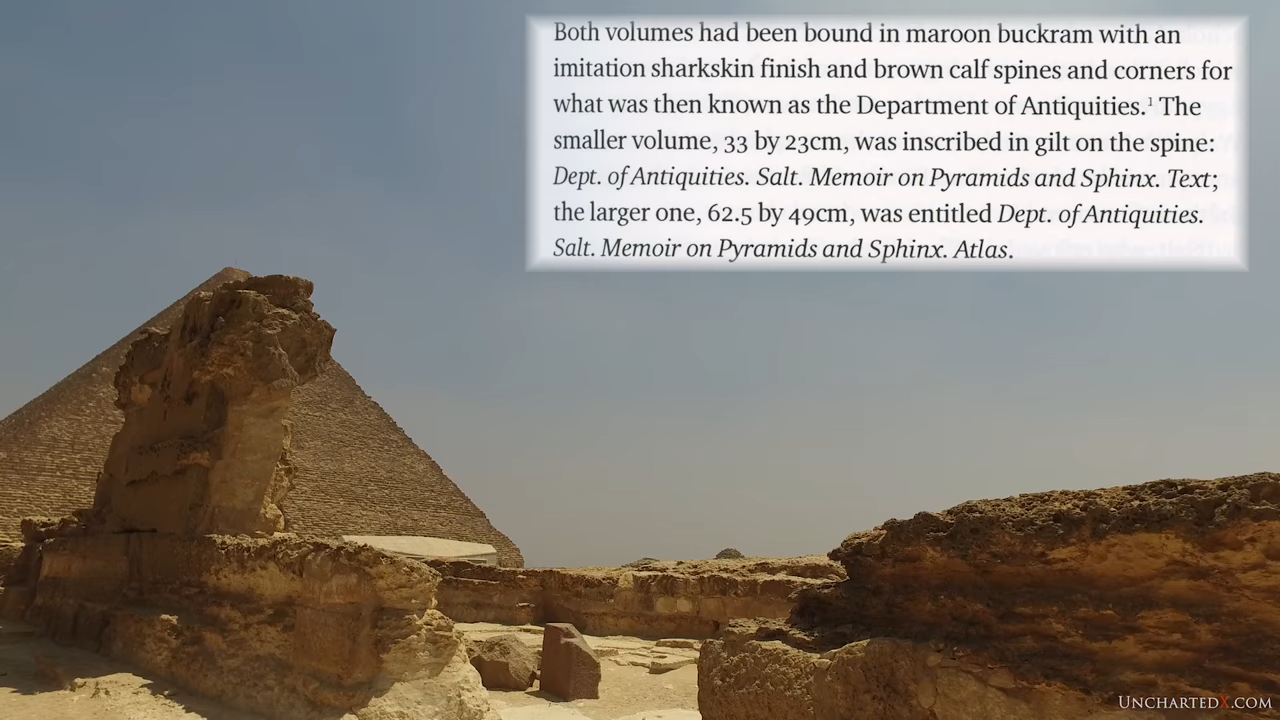 Both volumes had been bound in maroon buckram with an
imitation sharkskin finish and brown calf spines and corners for
what was then known as the Department of Antiquities.¹ The
smaller volume, 33 by 23cm, was inscribed in gilt on the spine:
Dept. of Antiquities. Salt. Memoir on Pyramids and Sphinx. Text;
the larger one, 62.5 by 49cm, was entitled Dept. of Antiquities.
Salt. Memoir on Pyramids and Sphinx. Atlas.
UnchartedX.com